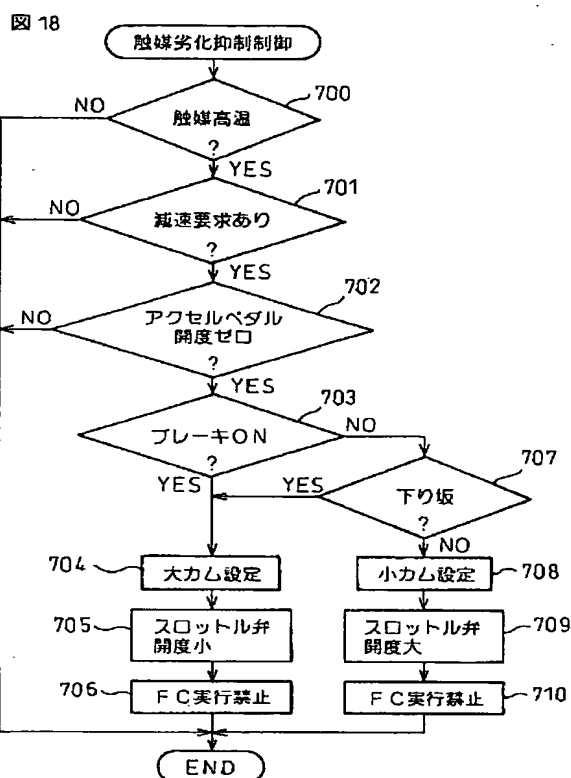 図18
触媒劣化抑制制御
700
NO
触媒高温
?
YES
701
NO
減速要求あり
?
YES
702
NO
アクセルペダル
開度ゼロ
?
YES
703
NO
ブレーキON
?
YES
707
YES
下り坂
?
NO
704
大カム設定
小カム設定
708
705
スロットル弁
開度小
スロットル弁
開度大
709
706
FC実行禁止
FC実行禁止
710
END